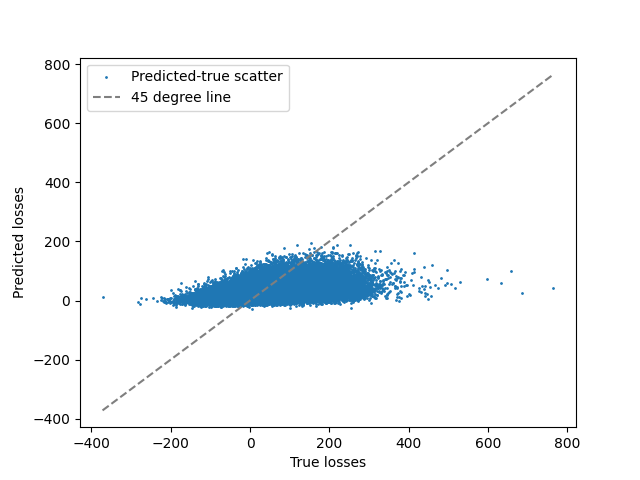 800
600
400
200
0
−200
−400
Predicted losses
Predicted-true scatter
45 degree line
−400 −200 0 200 400 600 800
True losses